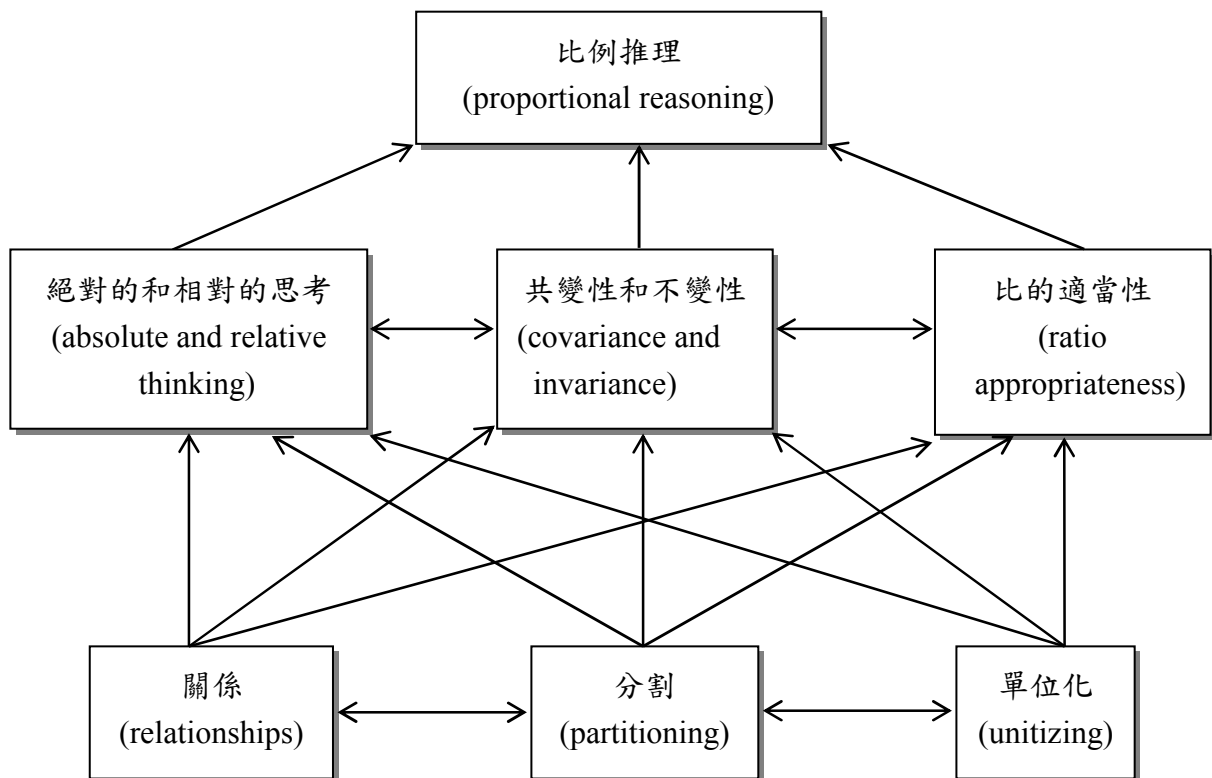 比例推理
(proportional reasoning)
絕對的和相對的思考
(absolute and relative
thinking)
共變性和不變性
(covariance and
invariance)
比的適當性
(ratio
appropriateness)
關係
(relationships)
分割
(partitioning)
單位化
(unitizing)